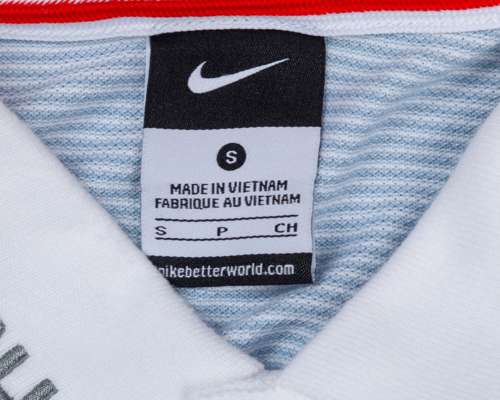 S
MADE IN VIETNAM
FABRIQUE AU VIETNAM
S P CH
nikebetterworld.com